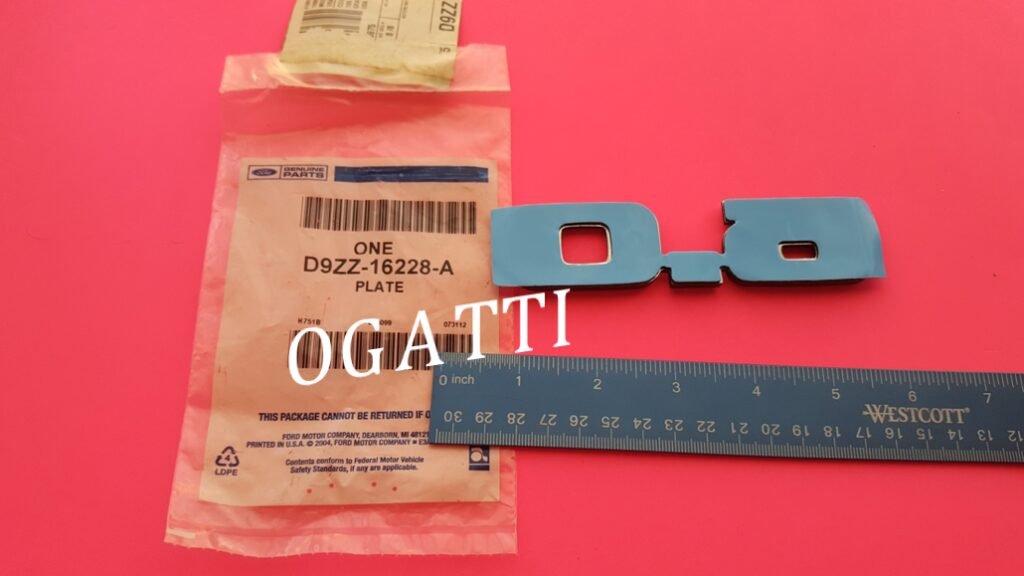 D9ZZ
GENUINE
PARTS
ONE
D9ZZ-16228-A
PLATE
K751B 073112
OGATTI
THIS PACKAGE CANNOT BE RETURNED IF
FORD MOTOR COMPANY, DEARBORN, MI 48121
PRINTED IN U.S.A. © 2004, FORD MOTOR COMPANY
Contents conform to Federal Motor Vehicle
Safety Standards, if any are applicable.
4
LDPE
0 inch 1 2 3 4 5 6 7
WESTCOTT
30 29 28 27 26 25 24 23 22 21 20 19 18 17 16 15 14 13 12